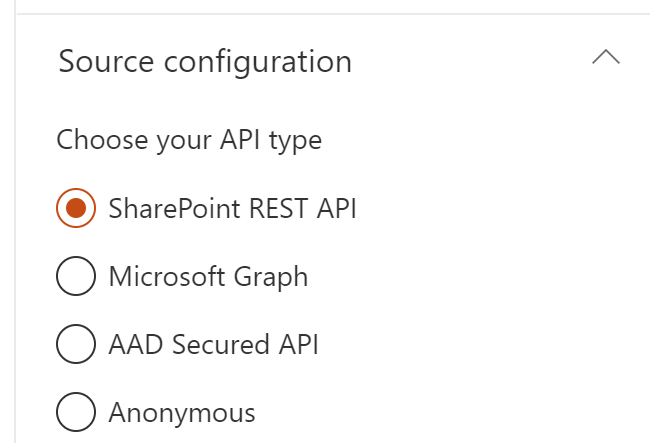 Source configuration
Choose your API type
SharePoint REST API
Microsoft Graph
AAD Secured API
Anonymous